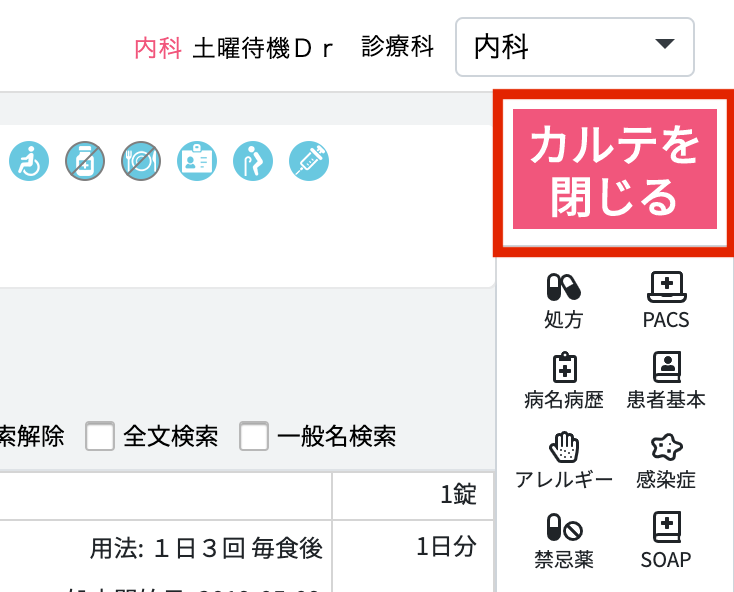 内科 土曜待機Ｄｒ 診療科 内科
カルテを
閉じる
処方 PACS
病名病歴 患者基本
アレルギー 感染症
禁忌薬 SOAP
索解除 全文検索 一般名検索
1錠
用法: １日３回 毎食後 1日分